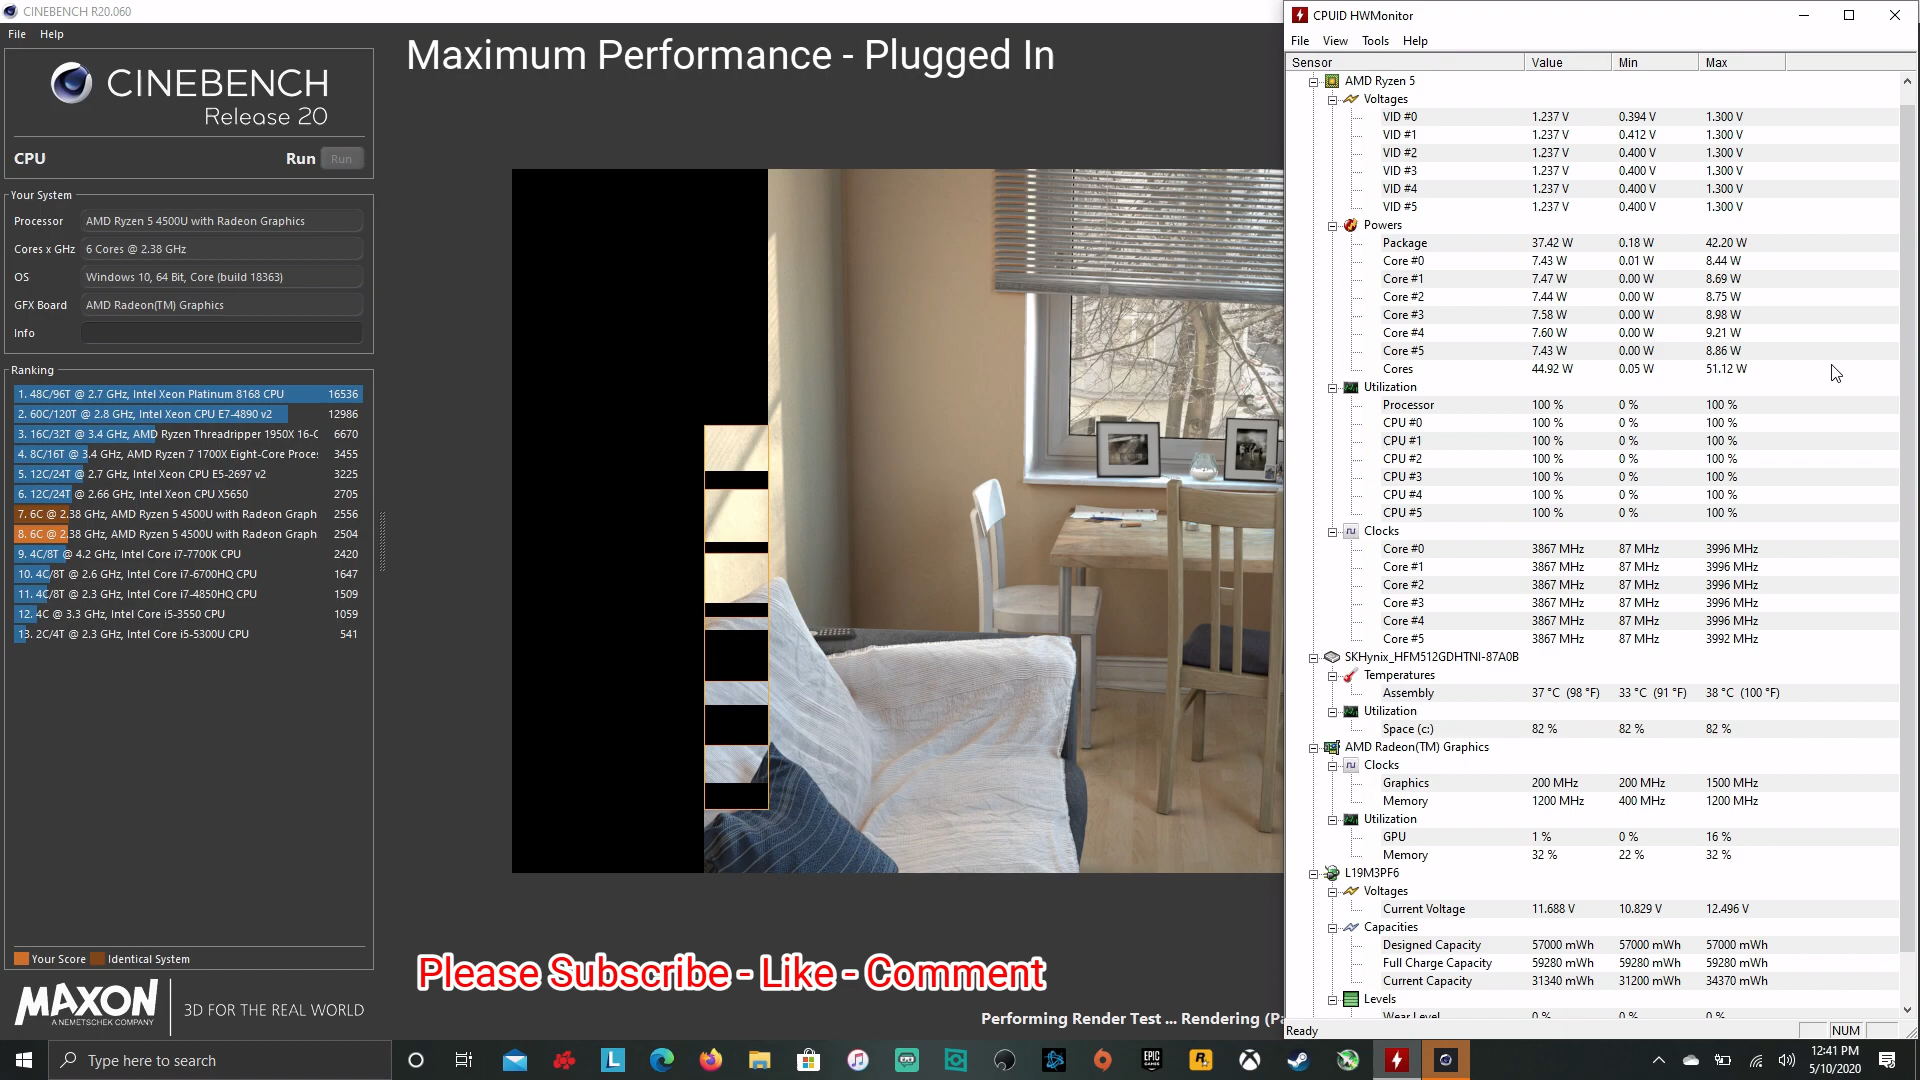 CINEBENCH R20.060
File Help
CINEBENCH
Release 20
CPU Run Run
Your System
Processor AMD Ryzen 5 4500U with Radeon Graphics
Cores x GHz 6 Cores @ 2.38 GHz
OS Windows 10, 64 Bit, Core (build 18363)
GFX Board AMD Radeon(TM) Graphics
Info
Ranking
1. 48C/96T @ 2.7 GHz, Intel Xeon Platinum 8168 CPU 16536
2. 60C/120T @ 2.8 GHz, Intel Xeon CPU E7-4890 v2 12986
3. 16C/32T @ 3.4 GHz, AMD Ryzen Threadripper 1950X 16-C 6670
4. 8C/16T @ 3.4 GHz, AMD Ryzen 7 1700X Eight-Core Proce: 3455
5. 12C/24T @ 2.7 GHz, Intel Xeon CPU E5-2697 v2 3225
6. 12C/24T @ 2.66 GHz, Intel Xeon CPU X5650 2705
7. 6C @ 2.38 GHz, AMD Ryzen 5 4500U with Radeon Graph 2556
8. 6C @ 2.38 GHz, AMD Ryzen 5 4500U with Radeon Graph 2504
9. 4C/8T @ 4.2 GHz, Intel Core i7-7700K CPU 2420
10. 4C/8T @ 2.6 GHz, Intel Core i7-6700HQ CPU 1647
11. 4C/8T @ 2.3 GHz, Intel Core i7-4850HQ CPU 1509
12. 4C @ 3.3 GHz, Intel Core i5-3550 CPU 1059
13. 2C/4T @ 2.3 GHz, Intel Core i5-5300U CPU 541
Your Score Identical System
MAXON
A NEMETSCHEK COMPANY
3D FOR THE REAL WORLD
Maximum Performance - Plugged In
Please Subscribe - Like - Comment
Performing Render Test ... Rendering (Pa
CPUID HWMonitor
File View Tools Help
Sensor Value Min Max
AMD Ryzen 5
Voltages
VID #0 1.237 V 0.394 V 1.300 V
VID #1 1.237 V 0.412 V 1.300 V
VID #2 1.237 V 0.400 V 1.300 V
VID #3 1.237 V 0.400 V 1.300 V
VID #4 1.237 V 0.400 V 1.300 V
VID #5 1.237 V 0.400 V 1.300 V
Powers
Package 37.42 W 0.18 W 42.20 W
Core #0 7.43 W 0.01 W 8.44 W
Core #1 7.47 W 0.00 W 8.69 W
Core #2 7.44 W 0.00 W 8.75 W
Core #3 7.58 W 0.00 W 8.98 W
Core #4 7.60 W 0.00 W 9.21 W
Core #5 7.43 W 0.00 W 8.86 W
Cores 44.92 W 0.05 W 51.12 W
Utilization
Processor 100 % 0 % 100 %
CPU #0 100 % 0 % 100 %
CPU #1 100 % 0 % 100 %
CPU #2 100 % 0 % 100 %
CPU #3 100 % 0 % 100 %
CPU #4 100 % 0 % 100 %
CPU #5 100 % 0 % 100 %
Clocks
Core #0 3867 MHz 87 MHz 3996 MHz
Core #1 3867 MHz 87 MHz 3996 MHz
Core #2 3867 MHz 87 MHz 3996 MHz
Core #3 3867 MHz 87 MHz 3996 MHz
Core #4 3867 MHz 87 MHz 3996 MHz
Core #5 3867 MHz 87 MHz 3992 MHz
SKHynix_HFM512GDHTNI-87A0B
Temperatures
Assembly 37 °C (98 °F) 33 °C (91 °F) 38 °C (100 °F)
Utilization
Space (c:) 82 % 82 % 82 %
AMD Radeon(TM) Graphics
Clocks
Graphics 200 MHz 200 MHz 1500 MHz
Memory 1200 MHz 400 MHz 1200 MHz
Utilization
GPU 1 % 0 % 16 %
Memory 32 % 22 % 32 %
L19M3PF6
Voltages
Current Voltage 11.688 V 10.829 V 12.496 V
Capacities
Designed Capacity 57000 mWh 57000 mWh 57000 mWh
Full Charge Capacity 59280 mWh 59280 mWh 59280 mWh
Current Capacity 31340 mWh 31200 mWh 34370 mWh
Levels
Wear Level 0 % 0 % 0 %
Ready NUM
Type here to search
L
EPIC GAMES
R
12:41 PM
5/10/2020